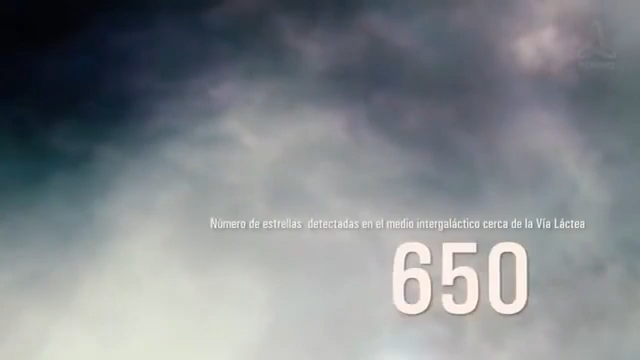 Número de estrellas detectadas en el medio intergaláctico cerca de la Vía Láctea
650